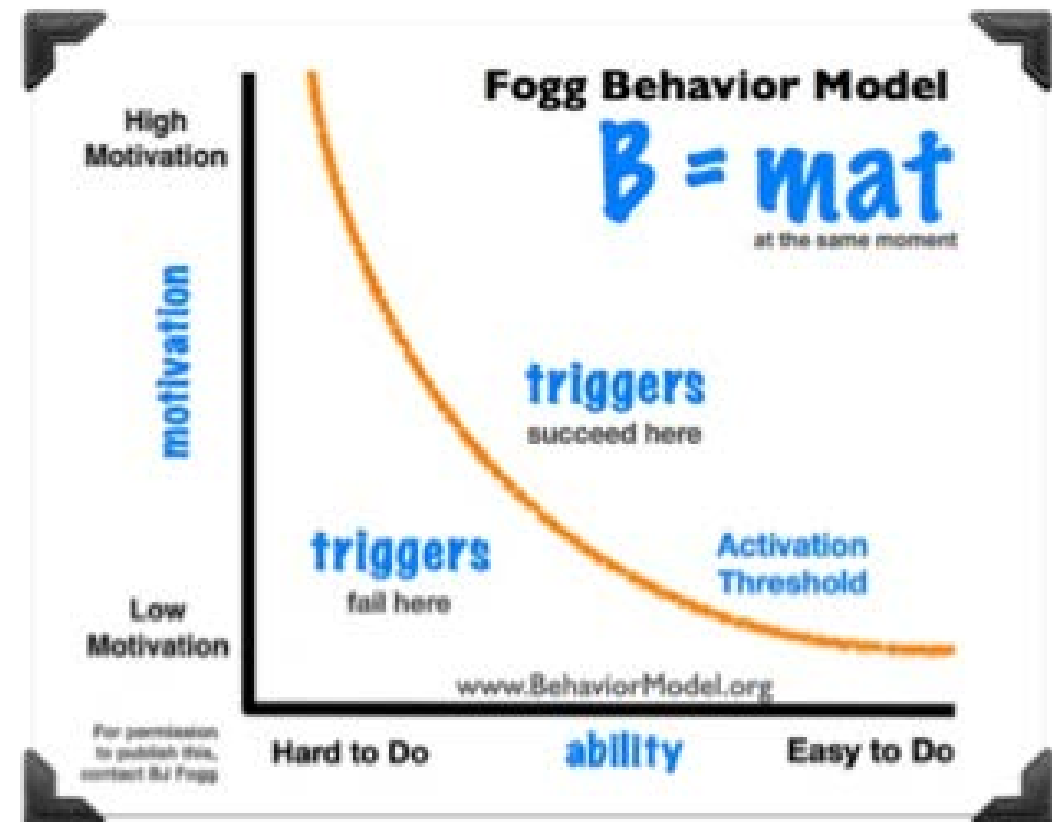 Fogg Behavior Model
B = mat
at the same moment
High
Motivation
motivation
triggers
succeed here
triggers
fail here
Activation
Threshold
Low
Motivation
www.BehaviorModel.org
For permission
to publish this,
contact BJ Fogg
Hard to Do
ability
Easy to Do